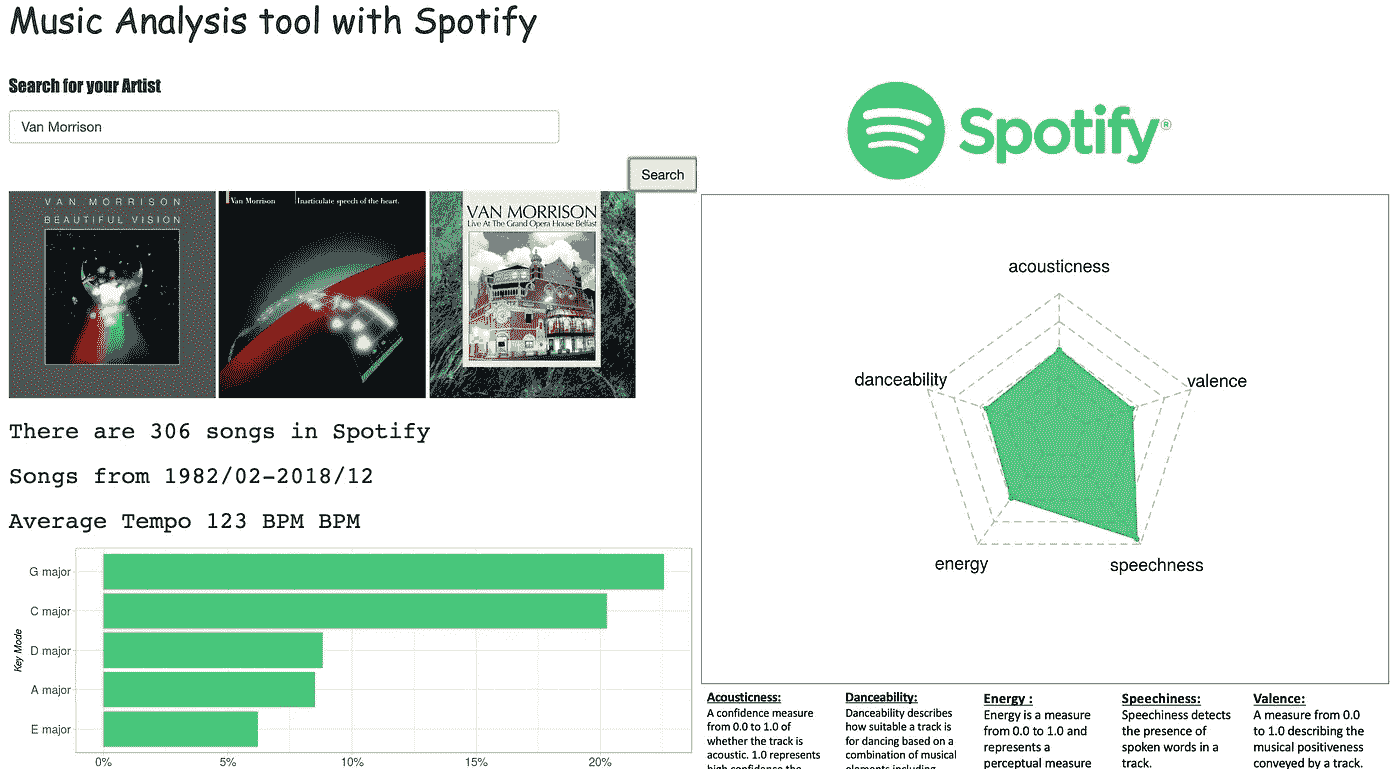 Music Analysis tool with Spotify
Search for your Artist
Van Morrison
Search
Spotify®
VAN MORRISON
BEAUTIFUL VISION
Van Morrison
Inarticulate speech of the heart.
VAN MORRISON
Live At The Grand Opera House Belfast
There are 306 songs in Spotify
Songs from 1982/02-2018/12
Average Tempo 123 BPM BPM
Key Mode
G major
C major
D major
A major
E major
0% 5% 10% 15% 20%
acousticness
danceability
valence
energy
speechness
Acousticness:
A confidence measure
from 0.0 to 1.0 of
whether the track is
acoustic. 1.0 represents
high confidence the
Danceability:
Danceability describes
how suitable a track is
for dancing based on a
combination of musical
elements including
Energy :
Energy is a measure
from 0.0 to 1.0 and
represents a
perceptual measure
Speechiness:
Speechiness detects
the presence of
spoken words in a
track.
Valence:
A measure from 0.0
to 1.0 describing the
musical positiveness
conveyed by a track.